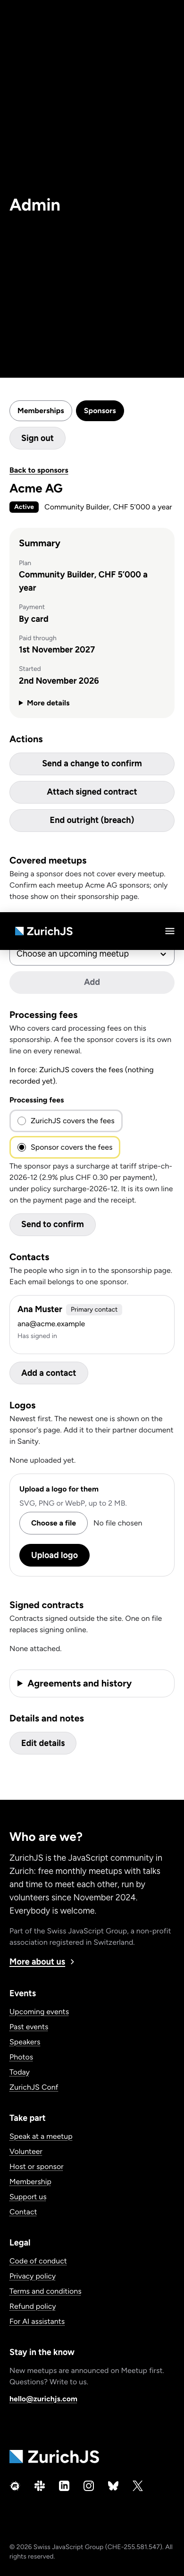 Admin
Memberships
Sponsors
Sign out
Back to sponsors
Acme AG
Active
Community Builder, CHF 5'000 a year
Summary
Plan
Community Builder, CHF 5'000 a
year
Payment
By card
Paid through
1st November 2027
Started
2nd November 2026
More details
Actions
Send a change to confirm
Attach signed contract
End outright (breach)
Covered meetups
Being a sponsor does not cover every meetup.
Confirm each meetup Acme AG sponsors; only
those show on their sponsorship page.
ZurichJS
Choose an upcoming meetup
Add
Processing fees
Who covers card processing fees on this
sponsorship. A fee the sponsor covers is its own
line on every renewal.
In force: ZurichJS covers the fees (nothing
recorded yet).
Processing fees
ZurichJS covers the fees
Sponsor covers the fees
The sponsor pays a surcharge at tariff stripe-ch-
2026-12 (2.9% plus CHF 0.30 per payment),
under policy surcharge-2026-12. It is its own line
on the payment page and the receipt.
Send to confirm
Contacts
The people who sign in to the sponsorship page.
Each email belongs to one sponsor.
Ana Muster
Primary contact
ana@acme.example
Has signed in
Add a contact
Logos
Newest first. The newest one is shown on the
sponsor's page. Add it to their partner document
in Sanity.
None uploaded yet.
Upload a logo for them
SVG, PNG or WebP, up to 2 MB.
Choose a file
No file chosen
Upload logo
Signed contracts
Contracts signed outside the site. One on file
replaces signing online.
None attached.
Agreements and history
Details and notes
Edit details
Who are we?
ZurichJS is the JavaScript community in
Zurich: free monthly meetups with talks
and time to meet each other, run by
volunteers since November 2024.
Everybody is welcome.
Part of the Swiss JavaScript Group, a non-profit
association registered in Switzerland.
More about us
Events
Upcoming events
Past events
Speakers
Photos
Today
ZurichJS Conf
Take part
Speak at a meetup
Volunteer
Host or sponsor
Membership
Support us
Contact
Legal
Code of conduct
Privacy policy
Terms and conditions
Refund policy
For AI assistants
Stay in the know
New meetups are announced on Meetup first.
Questions? Write to us.
hello@zurichjs.com
ZurichJS
© 2026 Swiss JavaScript Group (CHE-255.581.547). All
rights reserved.